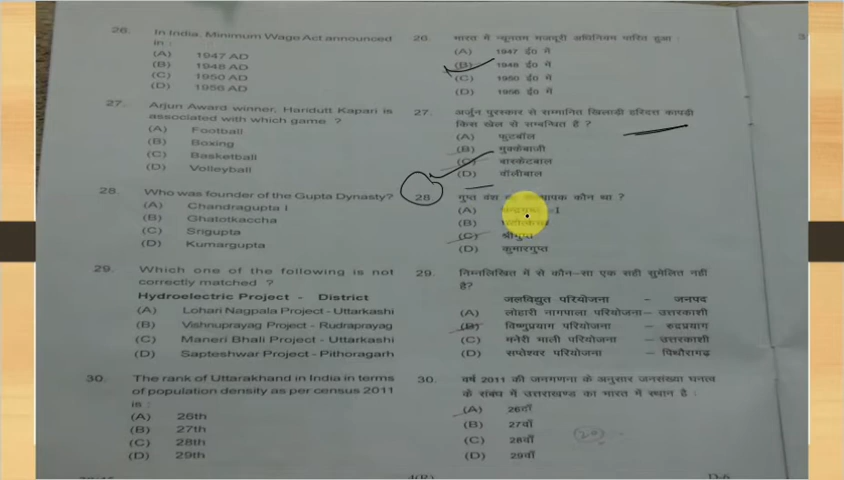 26. In India, Minimum Wage Act announced
in :
(A) 1947 AD
(B) 1948 AD
(C) 1950 AD
(D) 1956 AD
27. Arjun Award winner, Haridutt Kapari is
associated with which game ?
(A) Football
(B) Boxing
(C) Basketball
(D) Volleyball
28. Who was founder of the Gupta Dynasty?
(A) Chandragupta I
(B) Ghatotkaccha
(C) Srigupta
(D) Kumargupta
29. Which one of the following is not
correctly matched ?
Hydroelectric Project - District
(A) Lohari Nagpala Project - Uttarkashi
(B) Vishnuprayag Project - Rudraprayag
(C) Maneri Bhali Project - Uttarkashi
(D) Sapteshwar Project - Pithoragarh
30. The rank of Uttarakhand in India in terms
of population density as per census 2011
is :
(A) 26th
(B) 27th
(C) 28th
(D) 29th
26. भारत में न्यूनतम मजदूरी अधिनियम पारित हुआ :
(A) 1947 ई० में
(B) 1948 ई० में
(C) 1950 ई० में
(D) 1956 ई० में
27. अर्जुन पुरस्कार से सम्मानित खिलाड़ी हरिदत्त कापड़ी
किस खेल से सम्बन्धित हैं ?
(A) फुटबॉल
(B) मुक्केबाजी
(C) बास्केटबाल
(D) वॉलीबाल
28 गुप्त वंश का संस्थापक कौन था ?
(A) चन्द्रगुप्त -I
(B)
(C) श्रीगुप्त
(D) कुमारगुप्त
29. निम्नलिखित में से कौन-सा एक सही सुमेलित नहीं
है?
जलविद्युत परियोजना – जनपद
(A) लोहारी नागपाला परियोजना– उत्तरकाशी
(B) विष्णुप्रयाग परियोजना – रुद्रप्रयाग
(C) मनेरी भाली परियोजना – उत्तरकाशी
(D) सप्तेश्वर परियोजना – पिथौरागढ़
30. वर्ष 2011 की जनगणना के अनुसार जनसंख्या घनत्व
के संबंध में उत्तराखण्ड का भारत में स्थान है :
(A) 26वाँ
(B) 27वाँ
(C) 28वाँ
(D) 29वाँ